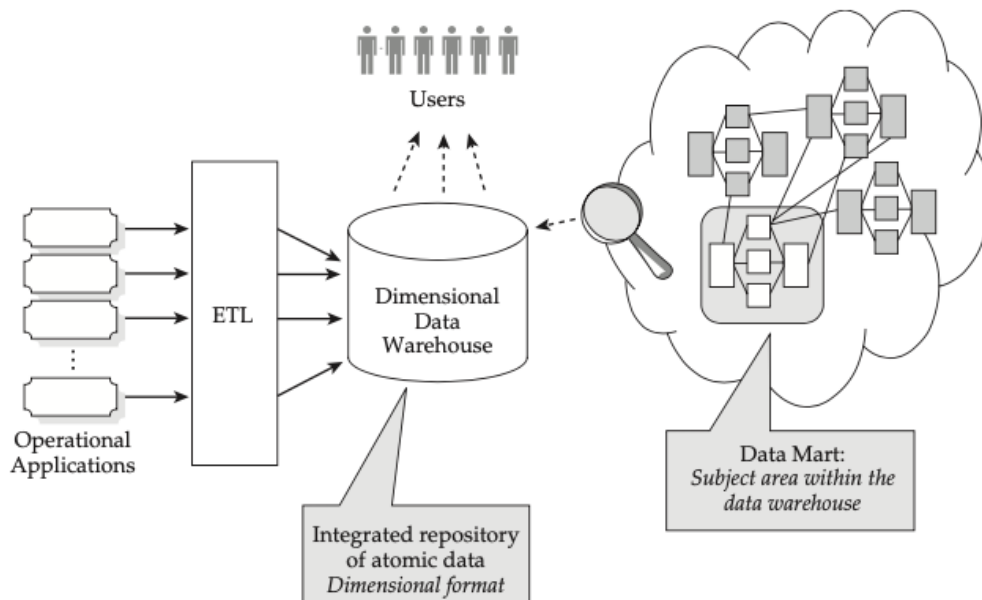 Users
ETL
Dimensional
Data
Warehouse
Operational
Applications
Data Mart:
Subject area within the
data warehouse
Integrated repository
of atomic data
Dimensional format